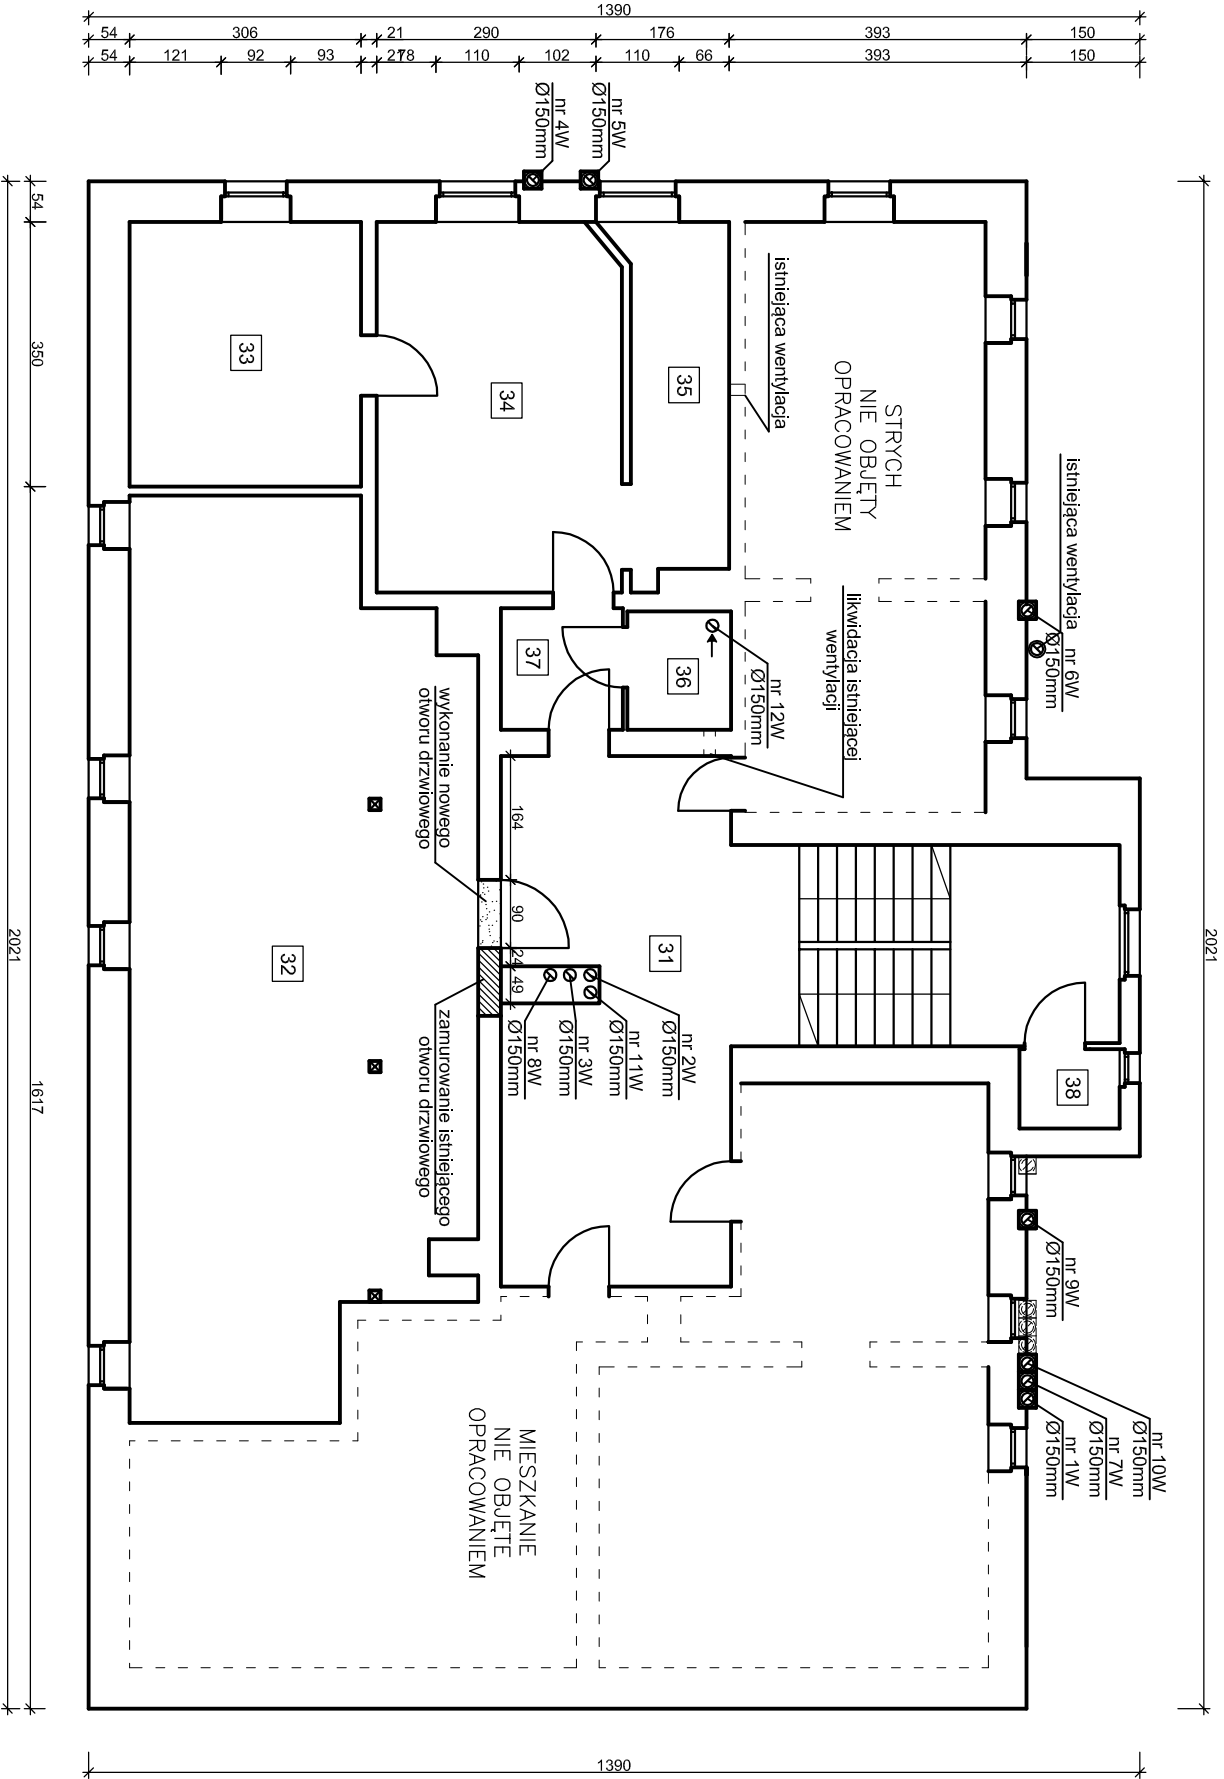 1390
54
306
21
290
176
393
150
54
121
92
93
278
110
102
110
66
393
150
nr 4W
Ø150mm
nr 5W
Ø150mm
54
350
1617
2021
2021
1390
istniejąca wentylacja
STRYCH
NIE OBJĘTY
OPRACOWANIEM
istniejąca wentylacja
nr 6W
Ø150mm
likwidacja istniejącej
wentylacji
nr 12W
Ø150mm
33
34
35
36
37
wykonanie nowego
otworu drzwiowego
164
90
24
49
31
32
38
nr 2W
Ø150mm
nr 11W
Ø150mm
nr 3W
Ø150mm
nr 8W
Ø150mm
zamurowanie istniejącego
otworu drzwiowego
nr 9W
Ø150mm
nr 10W
Ø150mm
nr 7W
Ø150mm
nr 1W
Ø150mm
MIESZKANIE
NIE OBJĘTE
OPRACOWANIEM